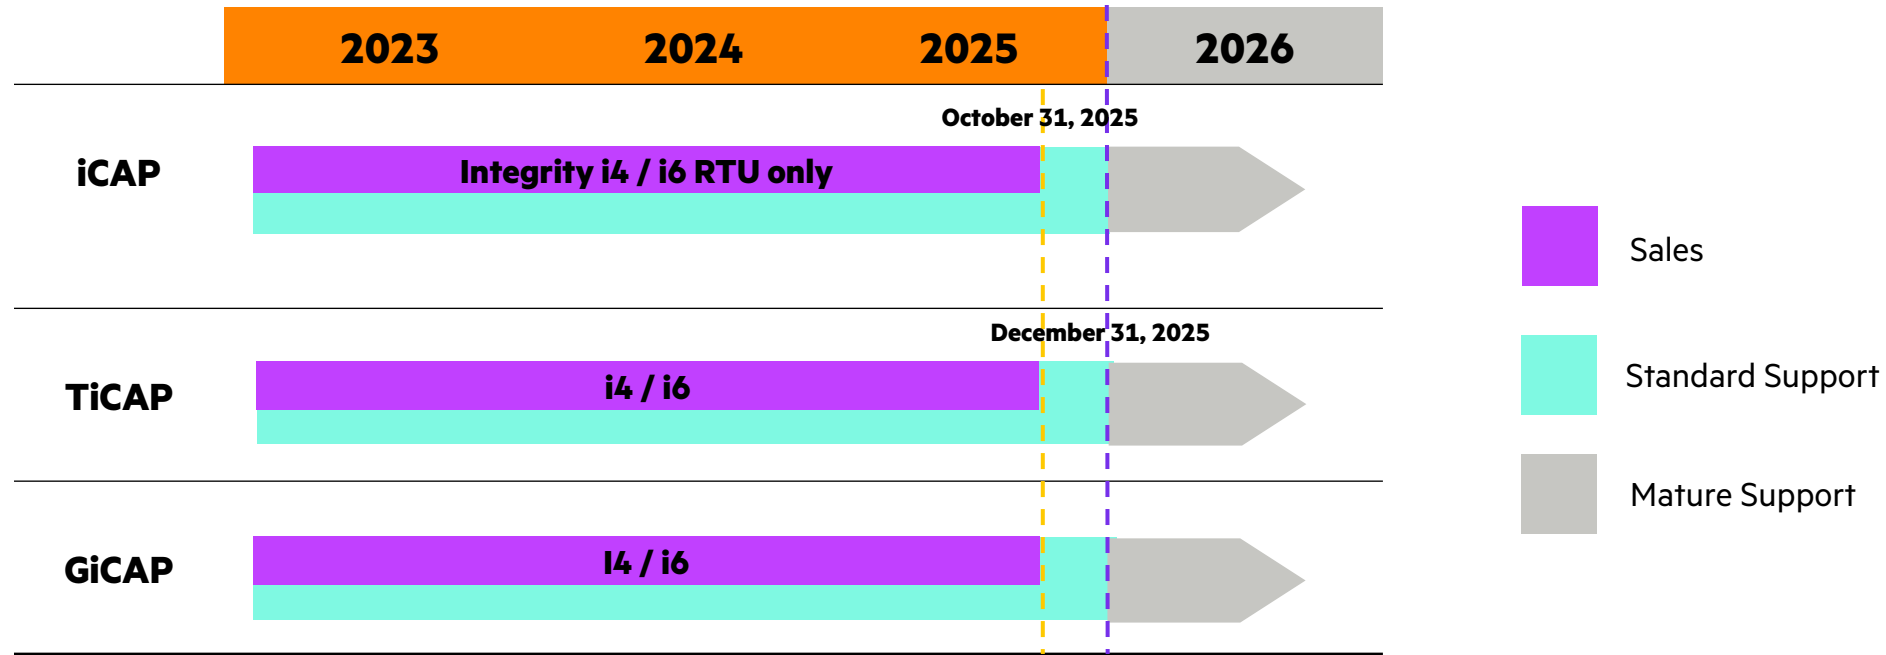 2023 2024 2025 2026
October 31, 2025
iCAP
Integrity i4 / i6 RTU only
December 31, 2025
TiCAP
i4 / i6
GiCAP
I4 / i6
Sales
Standard Support
Mature Support